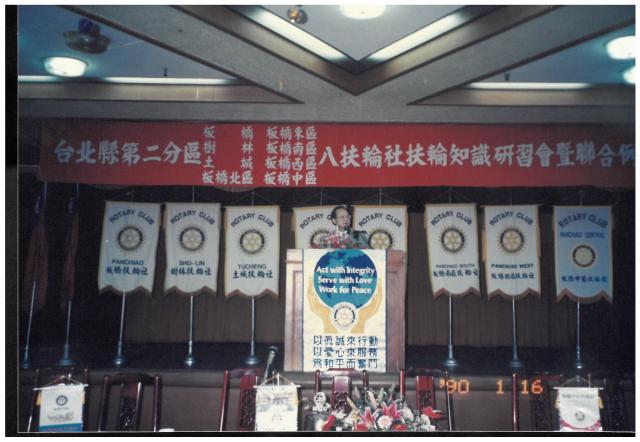 台北縣第二分區
板橋
樹林
土城
板橋北區
板橋東區
板橋南區
板橋西區
板橋中區
八扶輪社扶輪知識研習會暨聯合例
ROTARY CLUB
PANCHIAO
板橋扶輪社
ROTARY CLUB
SHU-LIN
樹林扶輪社
ROTARY CLUB
TUCHENG
土城扶輪社
ROTARY
CLUB
ROTARY CLUB
PANCHIAO SOUTH
板橋南區扶輪社
ROTARY CLUB
PANCHIAO WEST
板橋西區扶輪社
ROTARY CLUB
PANCHIAO CENTRAL
板橋中區扶輪社
Act with Integrity
Serve with Love
Work for Peace
以真誠來行動
以愛心來服務
為和平而奮鬥
'90 1 16